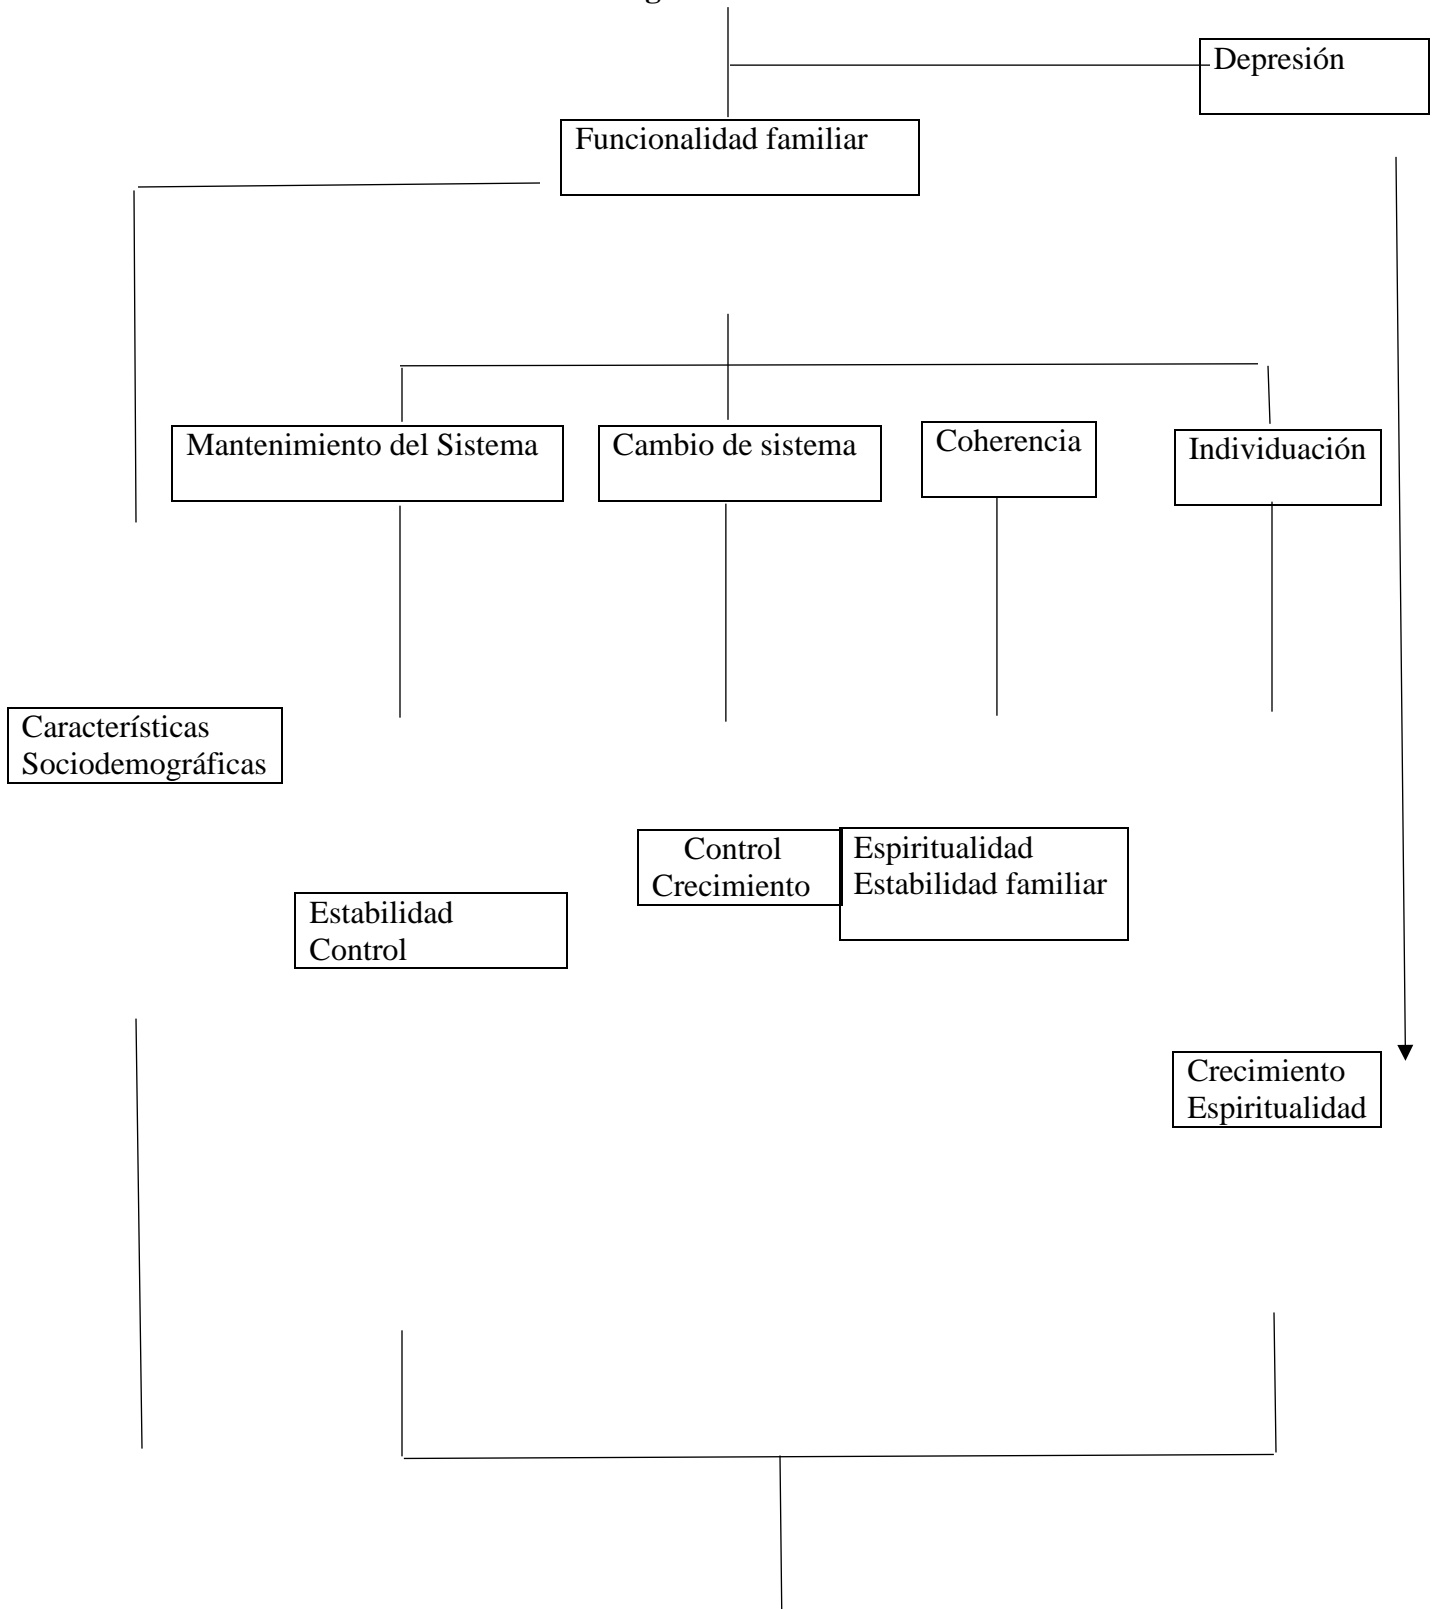 Depresión
Funcionalidad familiar
Mantenimiento del Sistema
Cambio de sistema
Coherencia
Individuación
Características
Sociodemográficas
Control
Crecimiento
Espiritualidad
Estabilidad familiar
Estabilidad
Control
Crecimiento
Espiritualidad